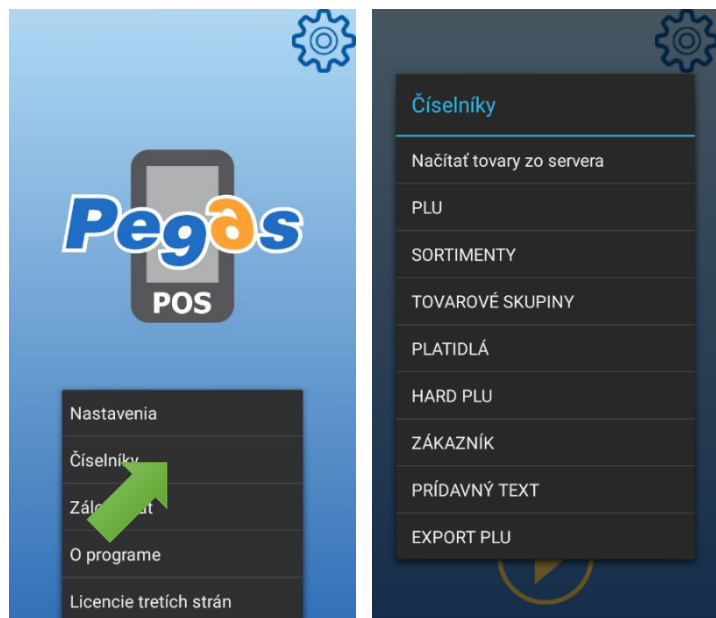 Pegas
POS
Nastavenia
Číselníky
O programe
Licencie tretích strán
Číselníky
Načítať tovary zo servera
PLU
SORTIMENTY
TOVAROVÉ SKUPINY
PLATIDLÁ
HARD PLU
ZÁKAZNÍK
PRÍDAVNÝ TEXT
EXPORT PLU